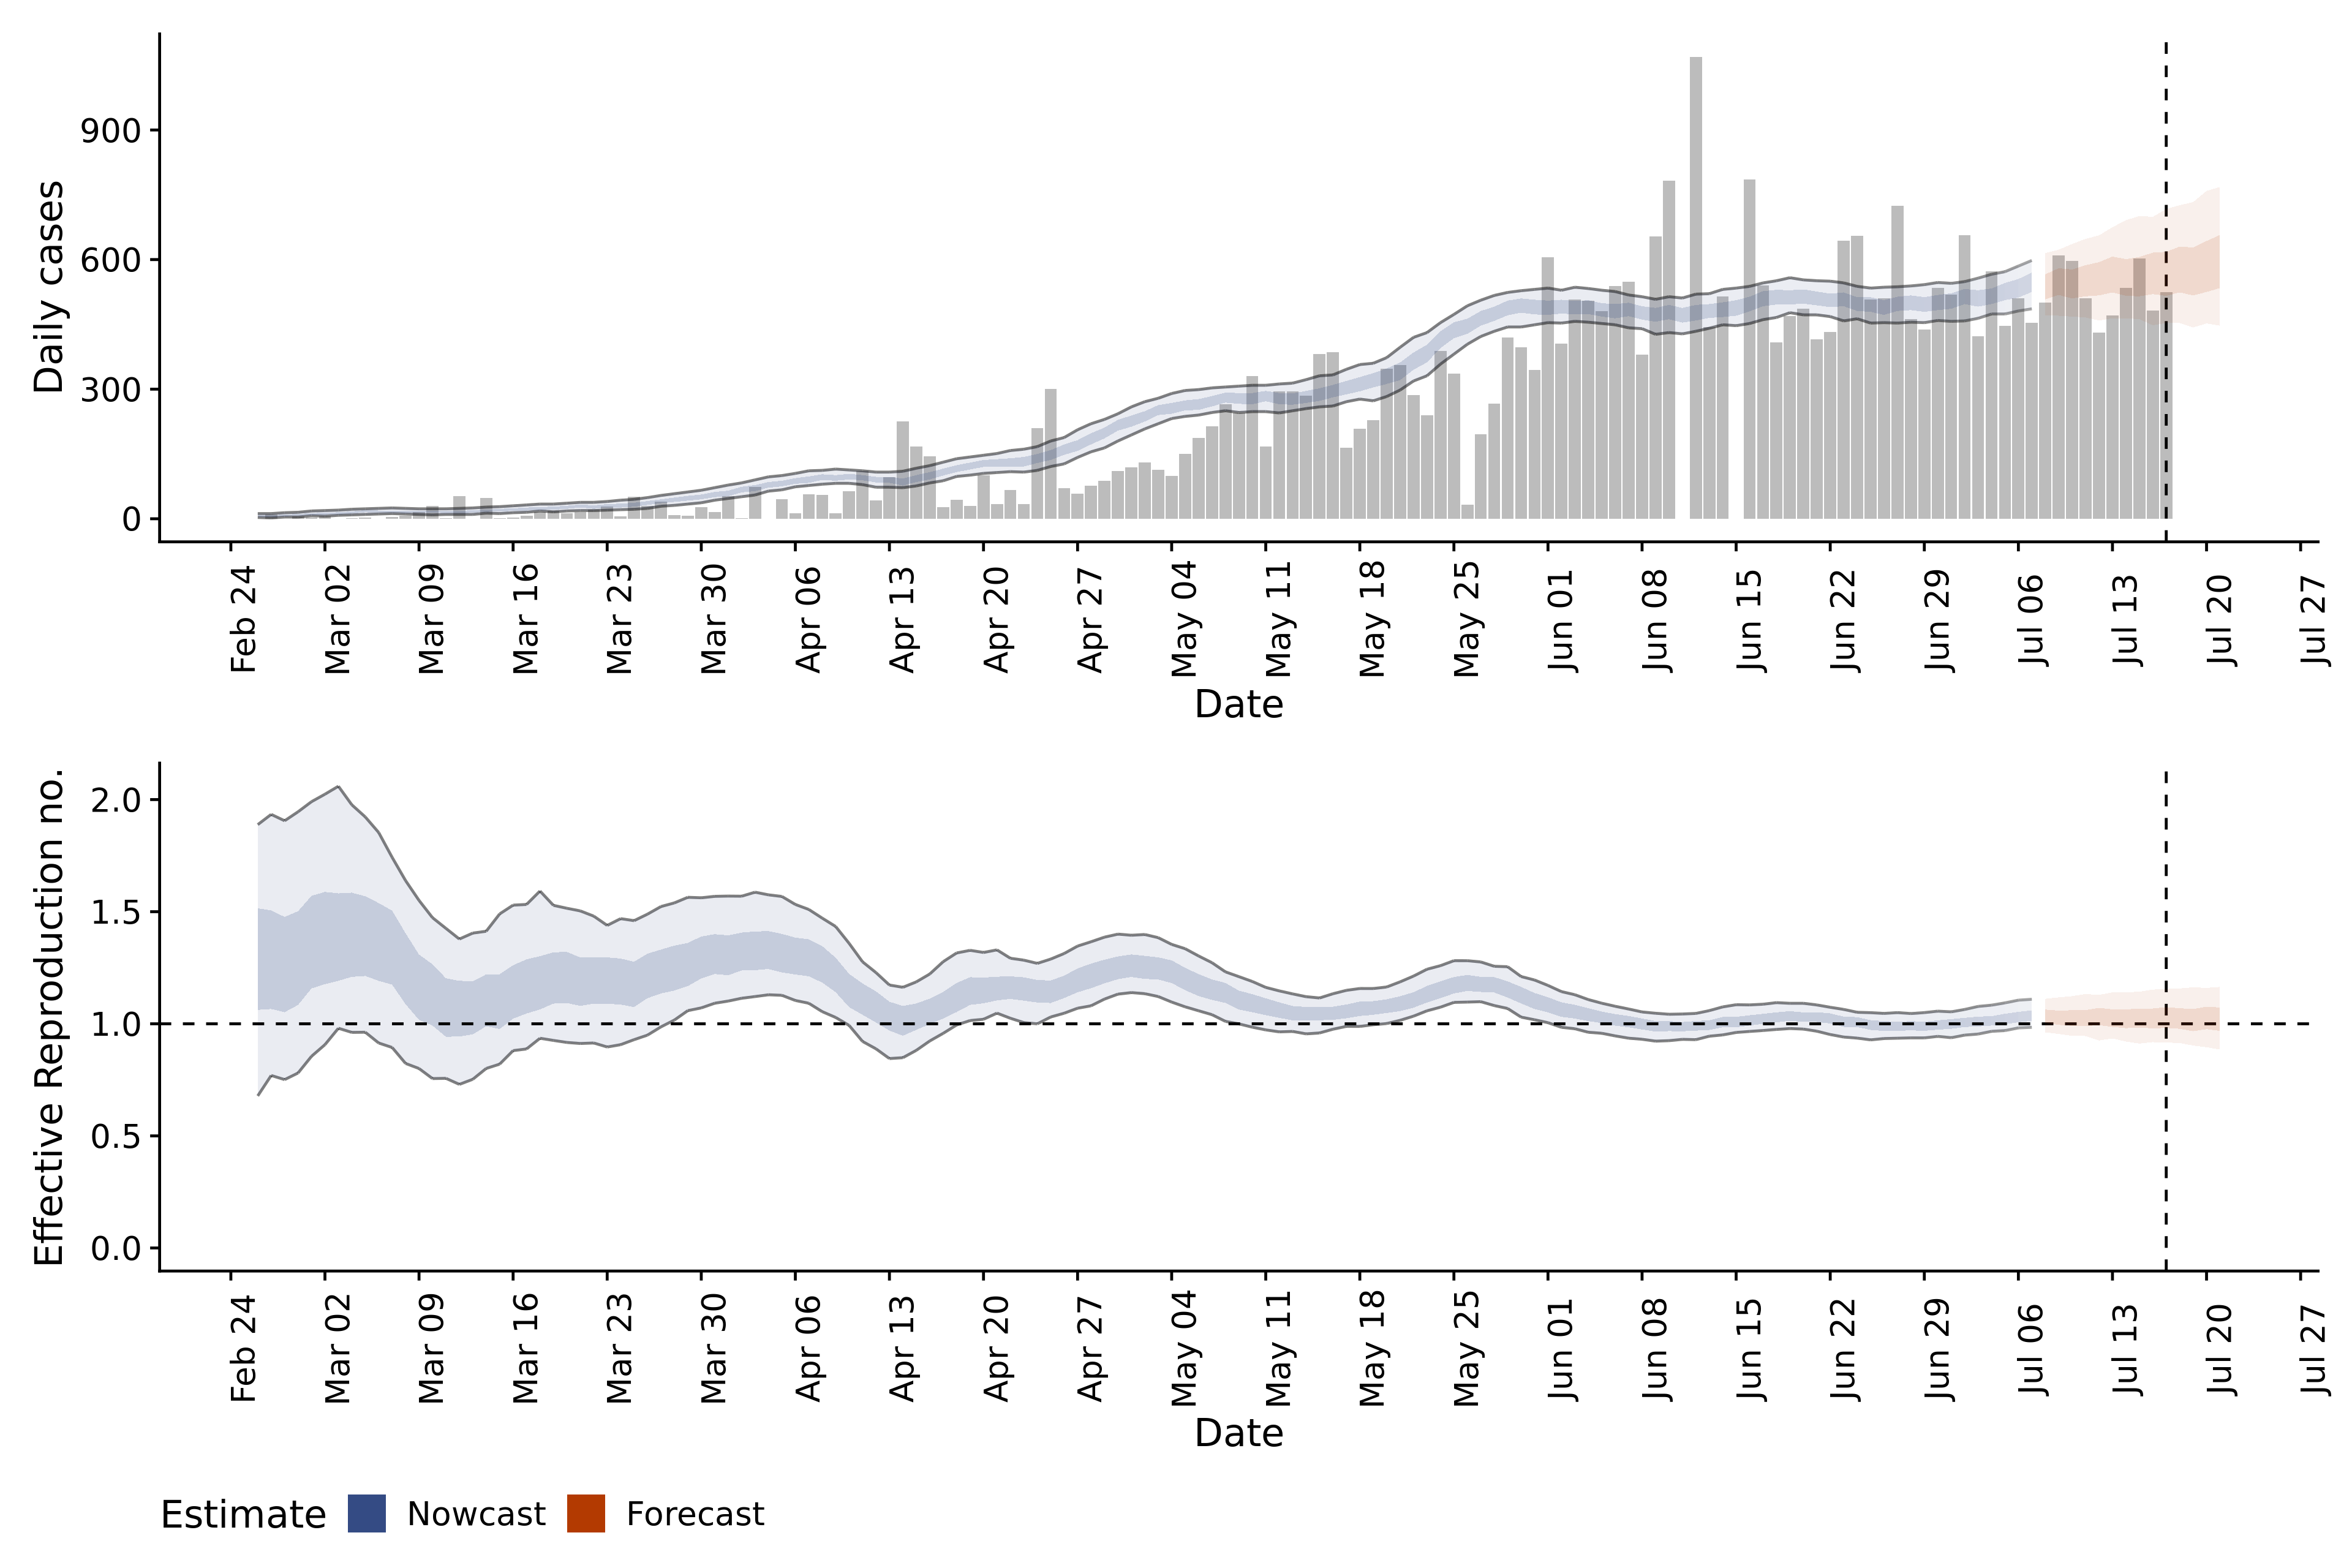 Daily cases
900
600
300
0
Feb 24
Mar 02
Mar 09
Mar 16
Mar 23
Mar 30
Apr 06
Apr 13
Apr 20
Apr 27
May 04
May 11
May 18
May 25
Jun 01
Jun 08
Jun 15
Jun 22
Jun 29
Jul 06
Jul 13
Jul 20
Jul 27
Date
Effective Reproduction no.
2.0
1.5
1.0
0.5
0.0
Feb 24
Mar 02
Mar 09
Mar 16
Mar 23
Mar 30
Apr 06
Apr 13
Apr 20
Apr 27
May 04
May 11
May 18
May 25
Jun 01
Jun 08
Jun 15
Jun 22
Jun 29
Jul 06
Jul 13
Jul 20
Jul 27
Date
Estimate Nowcast Forecast